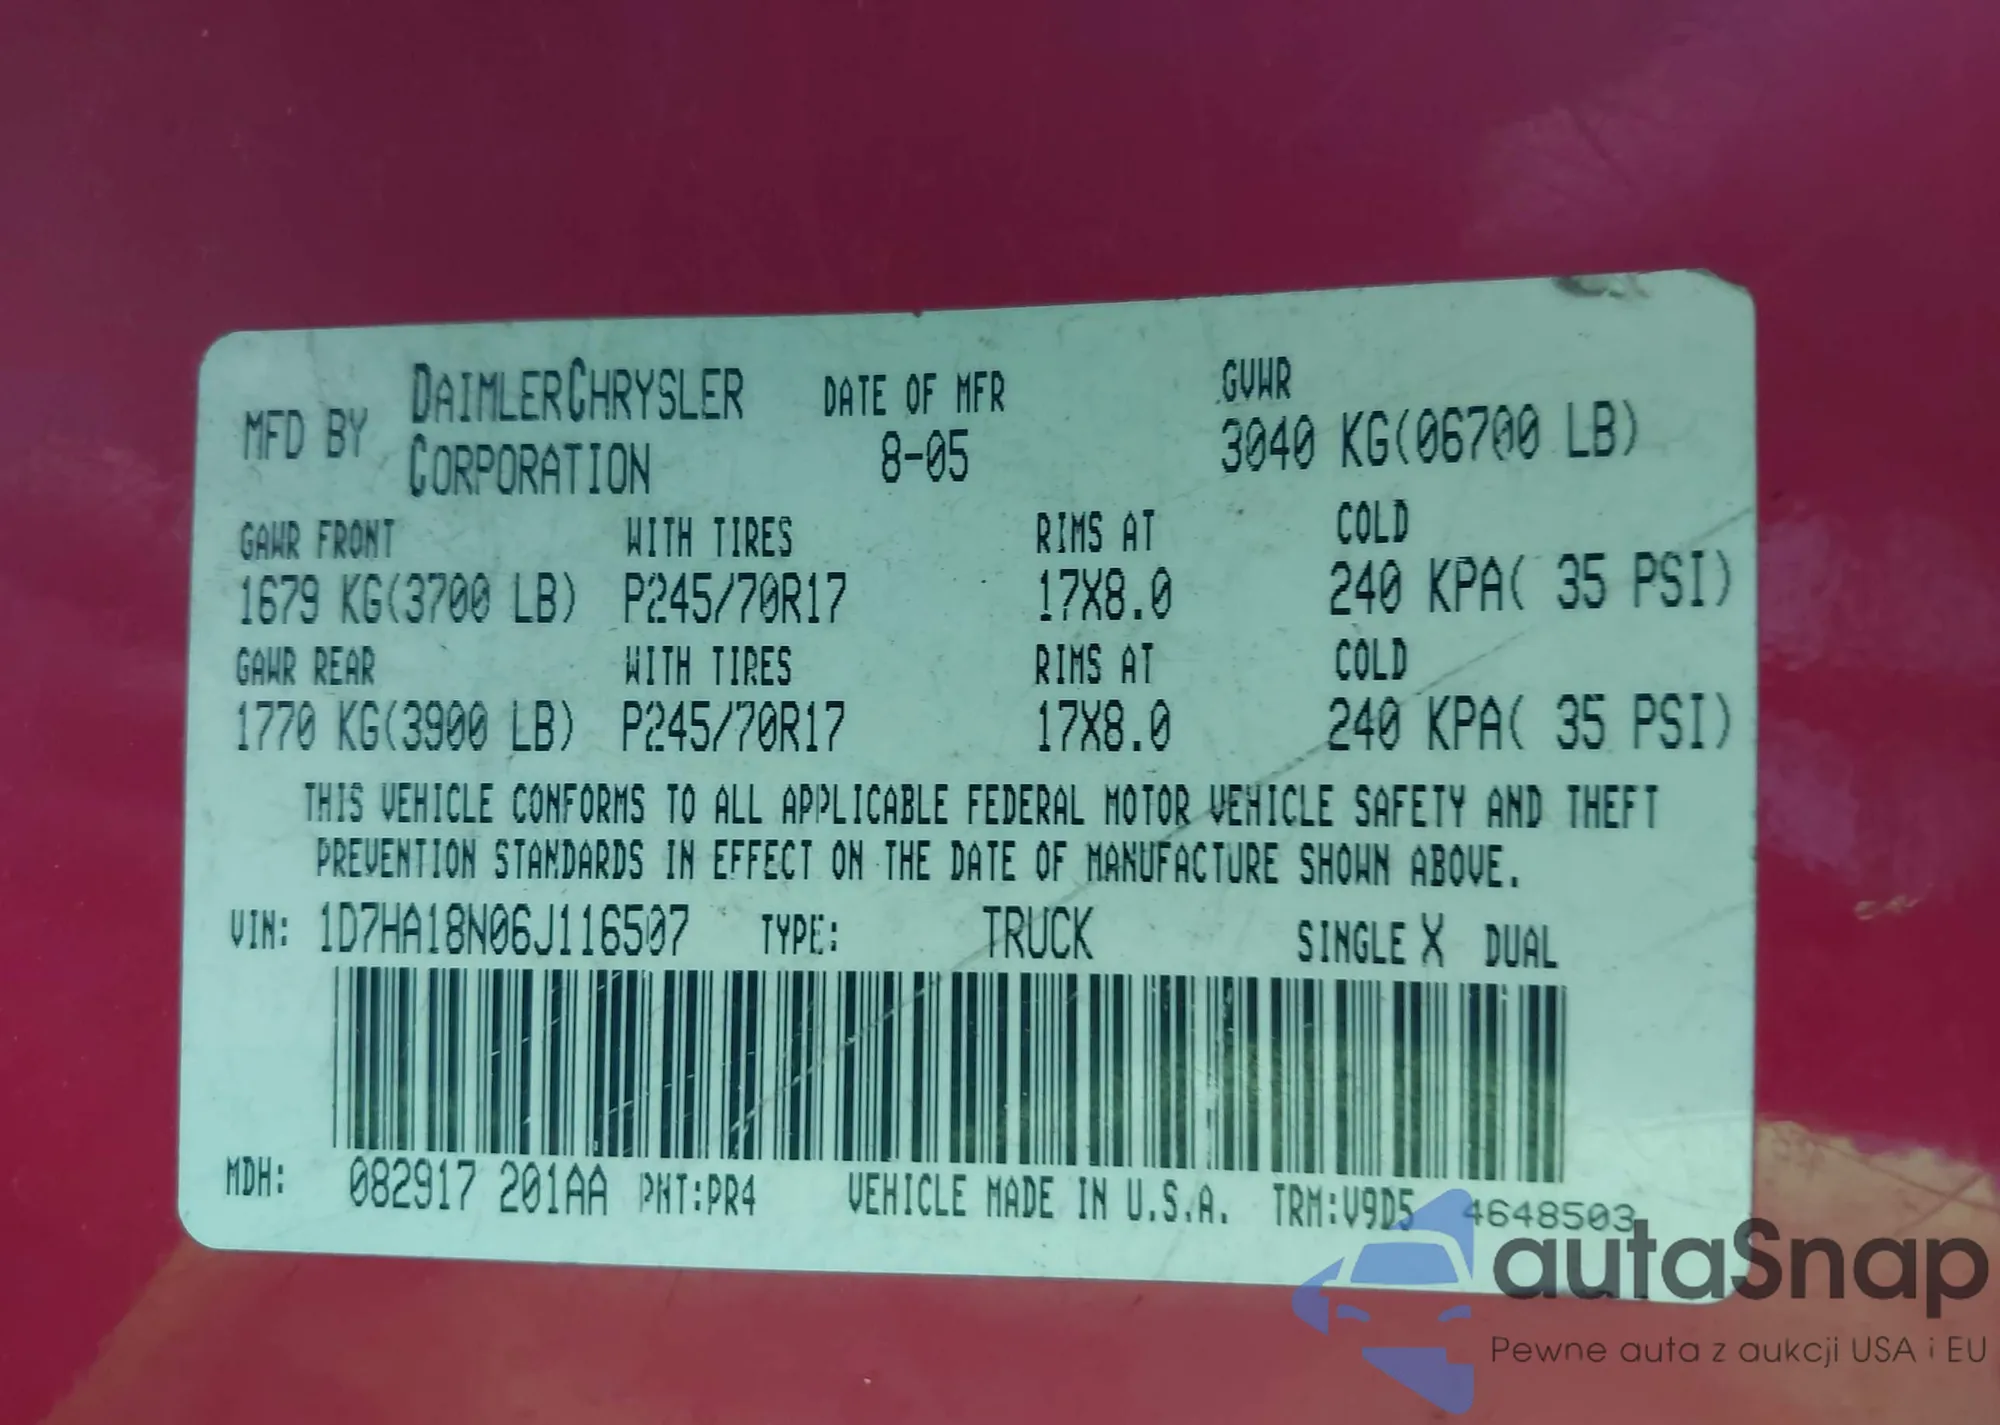 MFD BY DAIMLERCHRYSLER CORPORATION DATE OF MFR 8-05 GVWR 3040 KG(06700 LB)
GAWR FRONT WITH TIRES RIMS AT COLD
1679 KG(3700 LB) P245/70R17 17X8.0 240 KPA( 35 PSI)
GAWR REAR WITH TIRES RIMS AT COLD
1770 KG(3900 LB) P245/70R17 17X8.0 240 KPA( 35 PSI)
THIS VEHICLE CONFORMS TO ALL APPLICABLE FEDERAL MOTOR VEHICLE SAFETY AND THEFT
PREVENTION STANDARDS IN EFFECT ON THE DATE OF MANUFACTURE SHOWN ABOVE.
VIN: 1D7HA18N06J116507 TYPE: TRUCK SINGLE X DUAL
MDH: 082917 201AA PNT:PR4 VEHICLE MADE IN U.S.A. TRM:V9D5 4648503
autaSnap
Pewne auta z aukcji USA i EU